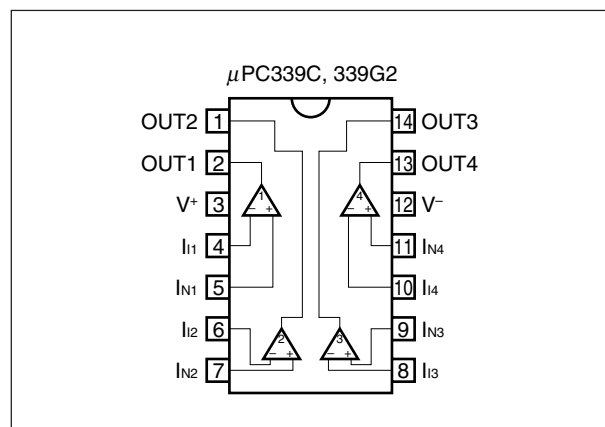 μPC339C, 339G2
OUT2 1 14 OUT3
OUT1 2 13 OUT4
1 4
V+ 3 – + – + 12 V–
II1 4 11 IN4
IN1 5 10 II4
II2 6 9 IN3
2 3
– + – +
IN2 7 8 II3